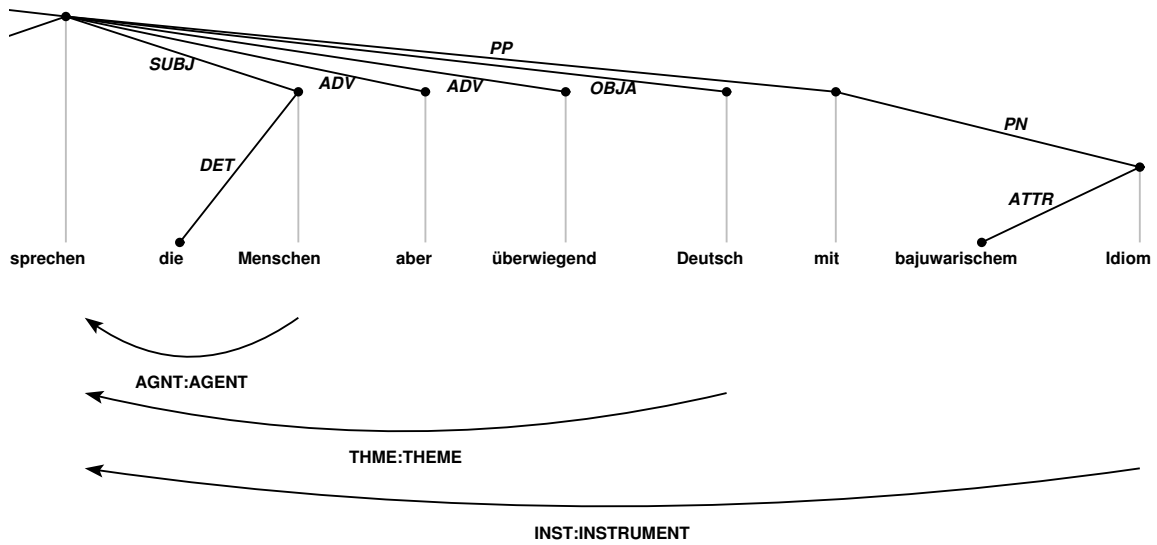 PP
SUBJ
ADV ADV OBJA
PN
DET
ATTR
sprechen die Menschen aber überwiegend Deutsch mit bajuwarischem Idiom
AGNT:AGENT
THME:THEME
INST:INSTRUMENT